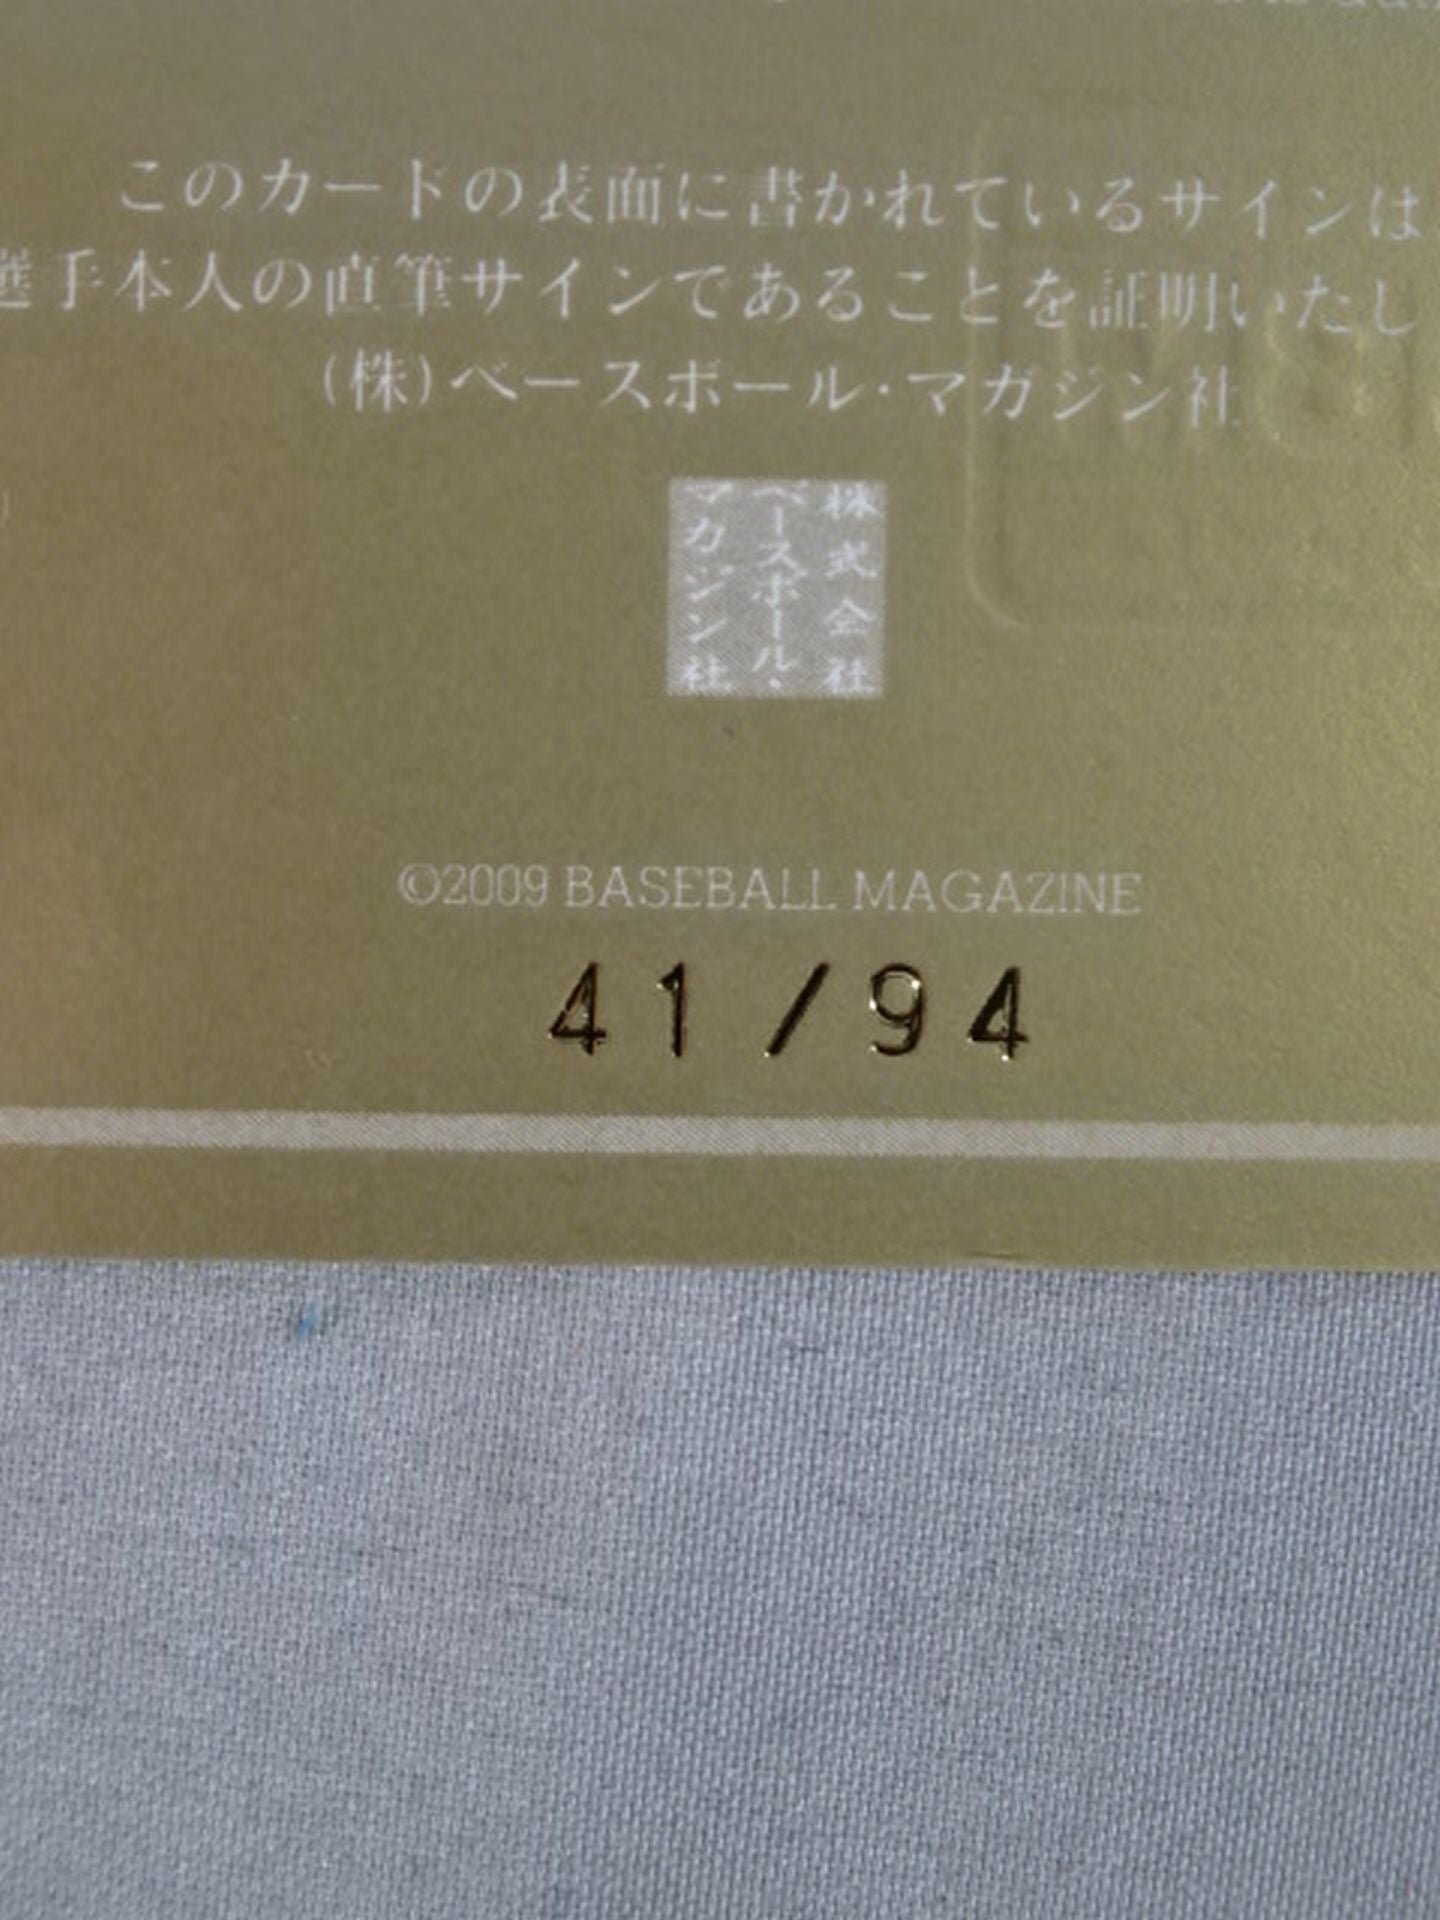 このカードの表面に書かれているサインは
選手本人の直筆サインであることを証明いたし
(株)ベースボール・マガジン社
株式会社
ベースボール・
マガジン社
©2009 BASEBALL MAGAZINE
41/94